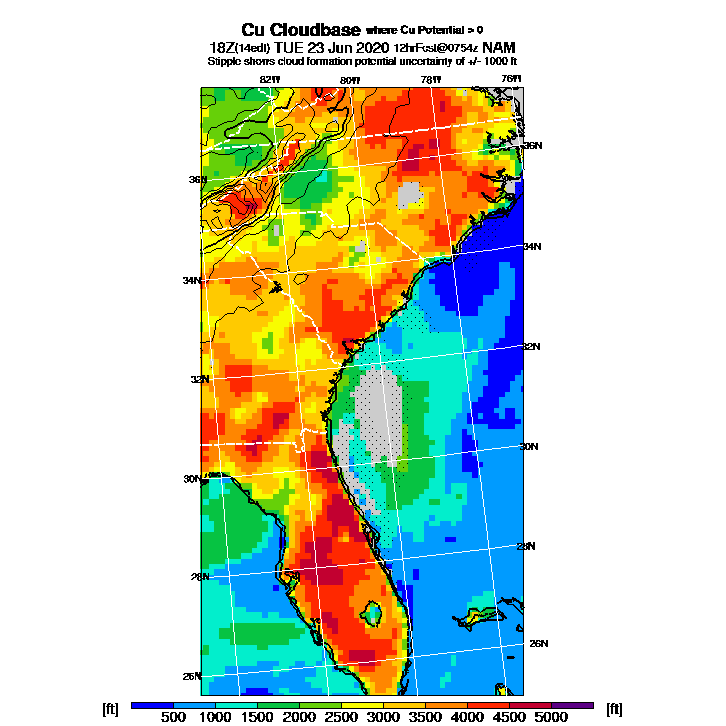 Cu Cloudbase where Cu Potential > 0
18Z(14edt) TUE 23 Jun 2020 12hrFcst@0754z NAM
Stipple shows cloud formation potential uncertainty of +/- 1000 ft
82W 80W 78W 76W
36N
36N
34N
34N
32N
32N
30N
30N
28N
28N
26N
26N
[ft] 500 1000 1500 2000 2500 3000 3500 4000 4500 5000 [ft]